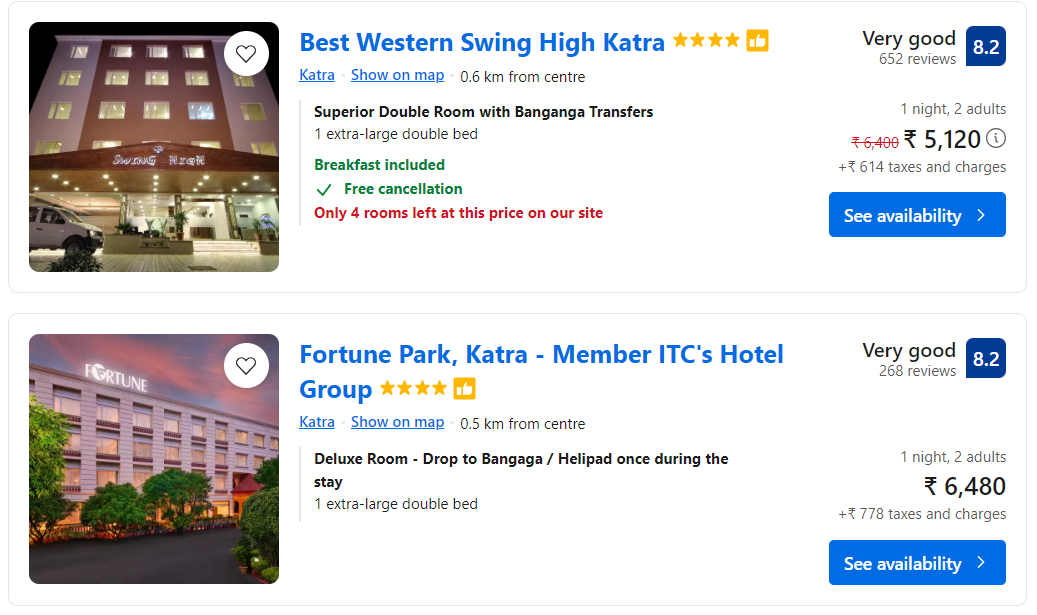 SWING HIGH
Best Western Swing High Katra
Very good
652 reviews
8.2
Katra · Show on map · 0.6 km from centre
Superior Double Room with Banganga Transfers
1 extra-large double bed
Breakfast included
Free cancellation
Only 4 rooms left at this price on our site
1 night, 2 adults
₹ 6,400 ₹ 5,120
+₹ 614 taxes and charges
See availability
FORTUNE
Fortune Park, Katra - Member ITC's Hotel
Group
Very good
268 reviews
8.2
Katra · Show on map · 0.5 km from centre
Deluxe Room - Drop to Bangaga / Helipad once during the
stay
1 extra-large double bed
1 night, 2 adults
₹ 6,480
+₹ 778 taxes and charges
See availability